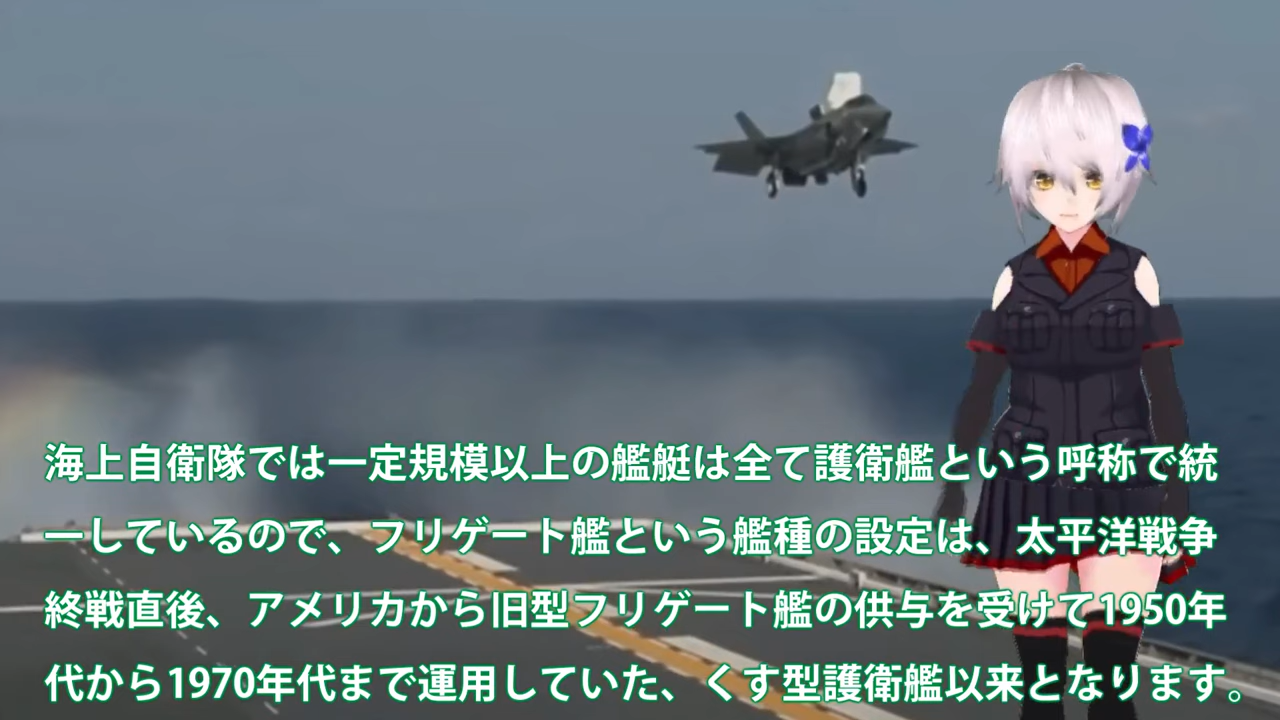 海上自衛隊では一定規模以上の艦艇は全て護衛艦という呼称で統
一しているので、フリゲート艦という艦種の設定は、太平洋戦争
終戦直後、アメリカから旧型フリゲート艦の供与を受けて1950年
代から1970年代まで運用していた、くす型護衛艦以来となります。